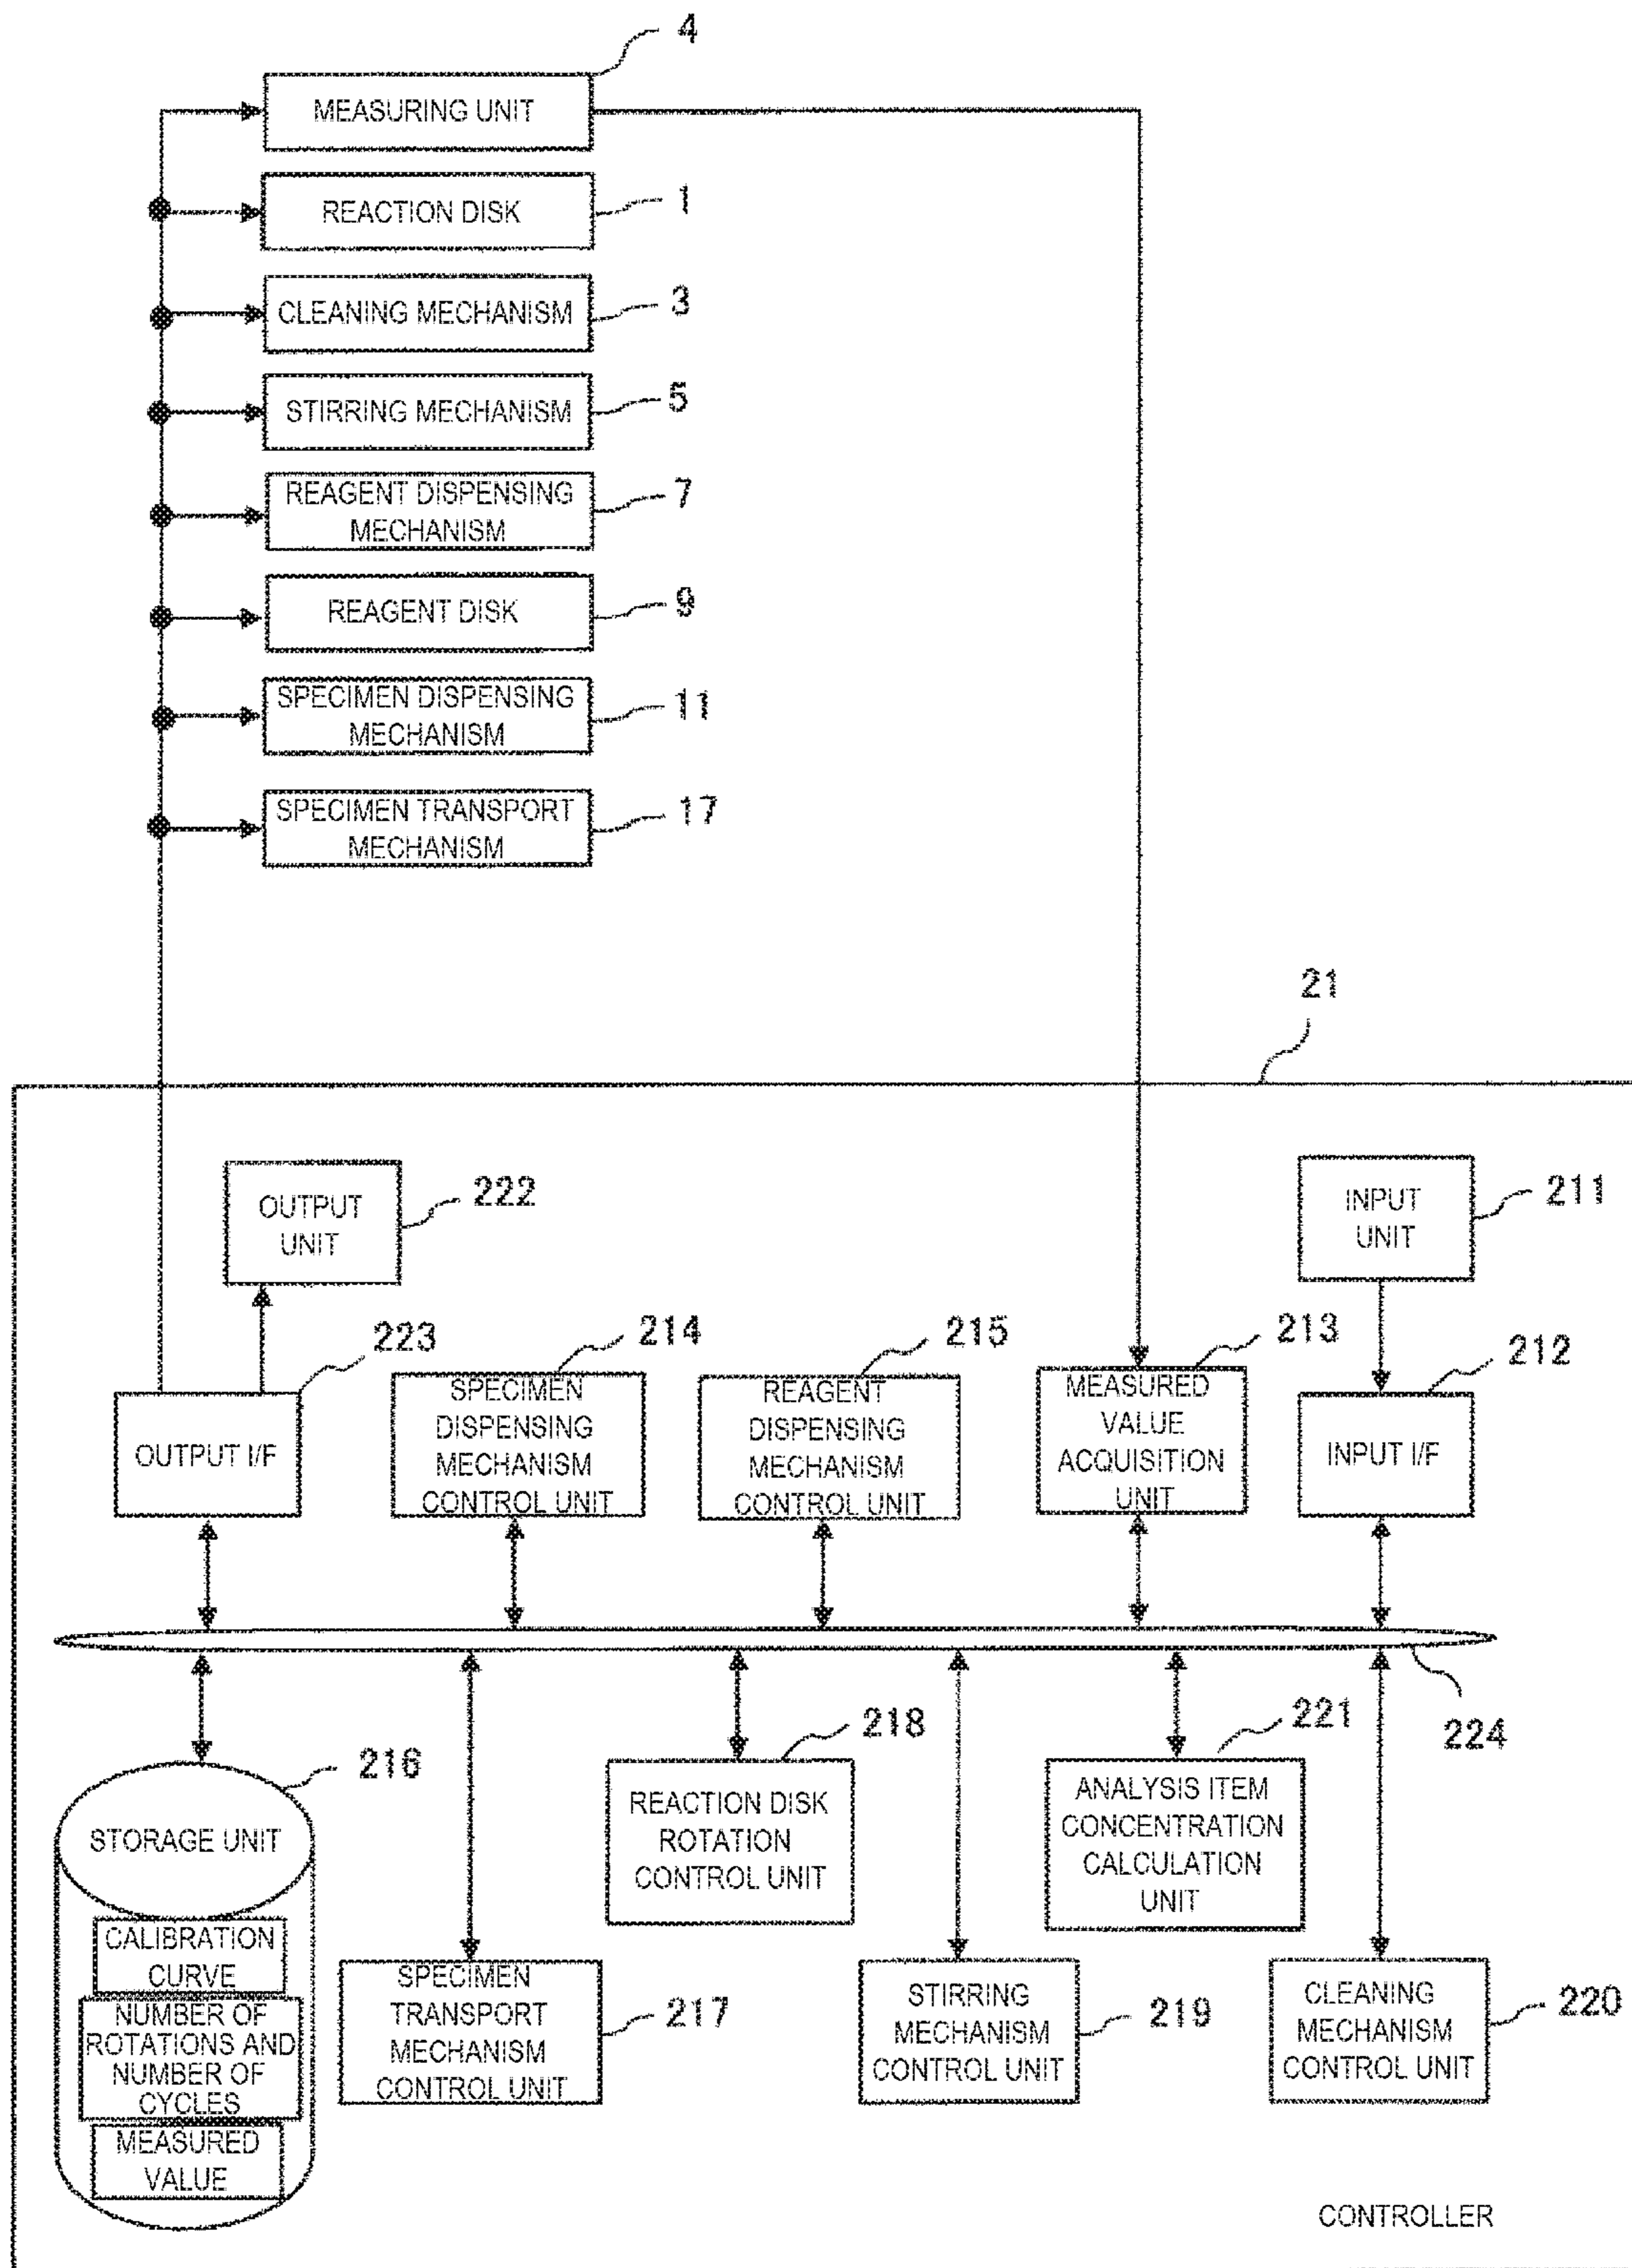 4
MEASURING UNIT
REACTION DISK
1
CLEANING MECHANISM
3
STIRRING MECHANISM
5
REAGENT DISPENSING
MECHANISM
7
REAGENT DISK
9
SPECIMEN DISPENSING
MECHANISM
11
SPECIMEN TRANSPORT
MECHANISM
17
21
OUTPUT
UNIT
222
INPUT
UNIT
211
223
OUTPUT I/F
214
SPECIMEN
DISPENSING
MECHANISM
CONTROL UNIT
215
REAGENT
DISPENSING
MECHANISM
CONTROL UNIT
213
MEASURED
VALUE
ACQUISITION
UNIT
212
INPUT I/F
224
216
STORAGE UNIT
CALIBRATION
CURVE
NUMBER OF
ROTATIONS AND
NUMBER OF
CYCLES
MEASURED
VALUE
SPECIMEN
TRANSPORT
MECHANISM
CONTROL UNIT
217
218
REACTION DISK
ROTATION
CONTROL UNIT
STIRRING
MECHANISM
CONTROL UNIT
219
221
ANALYSIS ITEM
CONCENTRATION
CALCULATION
UNIT
CLEANING
MECHANISM
CONTROL UNIT
220
CONTROLLER